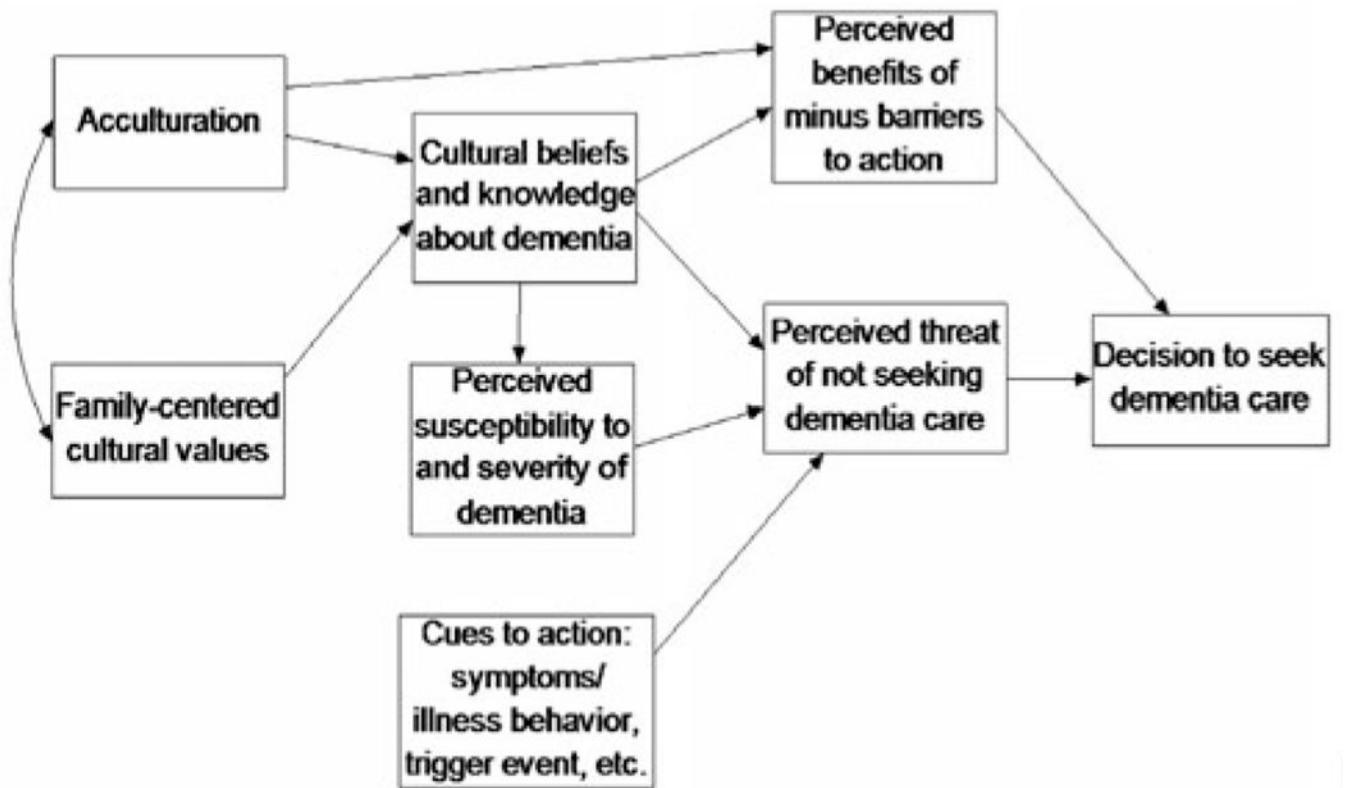 Acculturation
Family-centered
cultural values
Cultural beliefs
and knowledge
about dementia
Perceived
susceptibility to
and severity of
dementia
Cues to action:
symptoms/
illness behavior,
trigger event, etc.
Perceived
benefits of
minus barriers
to action
Perceived threat
of not seeking
dementia care
Decision to seek
dementia care